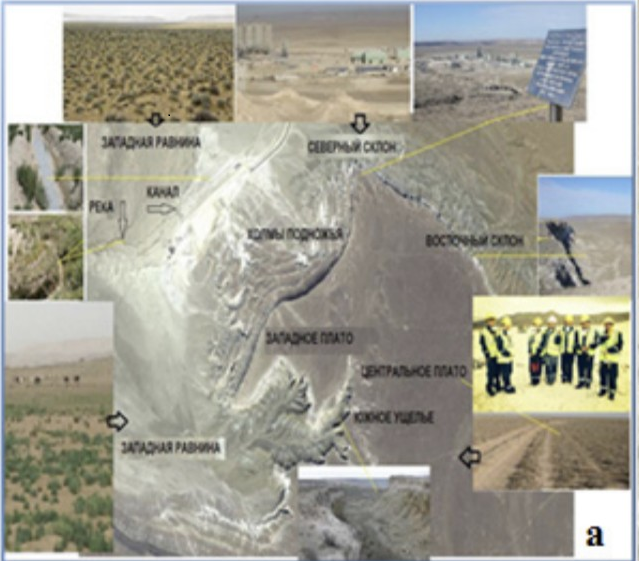 ЗАПАДНАЯ РАВНИНА
СЕВЕРНЫЙ СКЛОН
КАНАЛ
РЕКА
ХОЛМЫ ПОДНОЖЬЯ
ВОСТОЧНЫЙ СКЛОН
ЗАПАДНОЕ ПЛАТО
ЦЕНТРАЛЬНОЕ ПЛАТО
ЮЖНОЕ УЩЕЛЬЕ
ЗАПАДНАЯ РАВНИНА
a